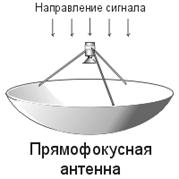 Направление сигнала
Прямофокусная
антенна